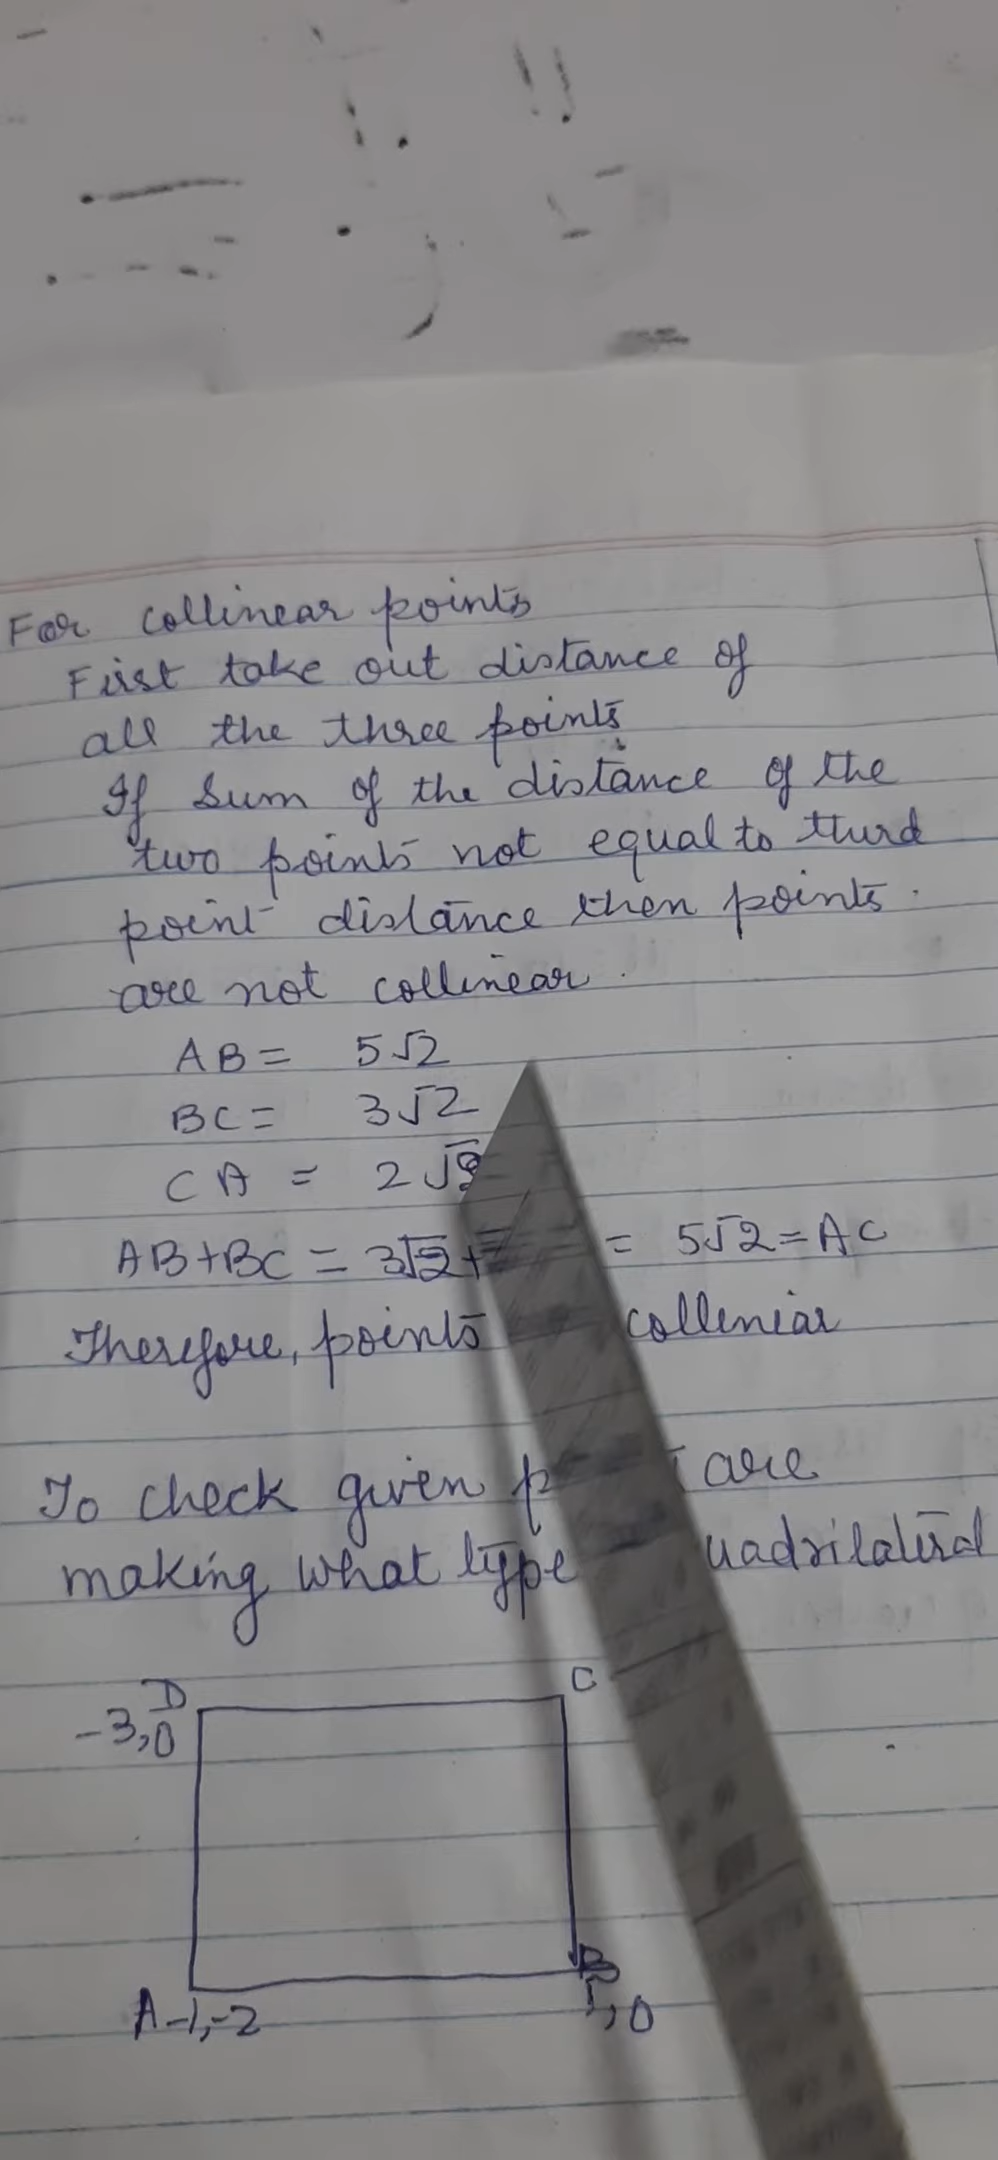 For collinear points
First take out distance of
all the three points
If Sum of the distance of the
two points not equal to third
point distance then points
are not collinear.
AB = 5√2
BC = 3√2
CA = 2√
AB+BC = 3√2+ = 5√2 = AC
Therefore, points colleniar
To check given are
making what type
D C
-3,0
B
A -1,-2 1,0